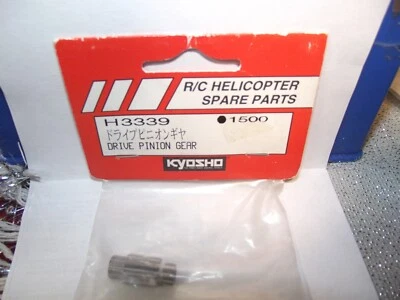 R/C HELICOPTER
SPARE PARTS
H3339 ●1500
ドライブピニオンギヤ
DRIVE PINION GEAR
KYOSHO